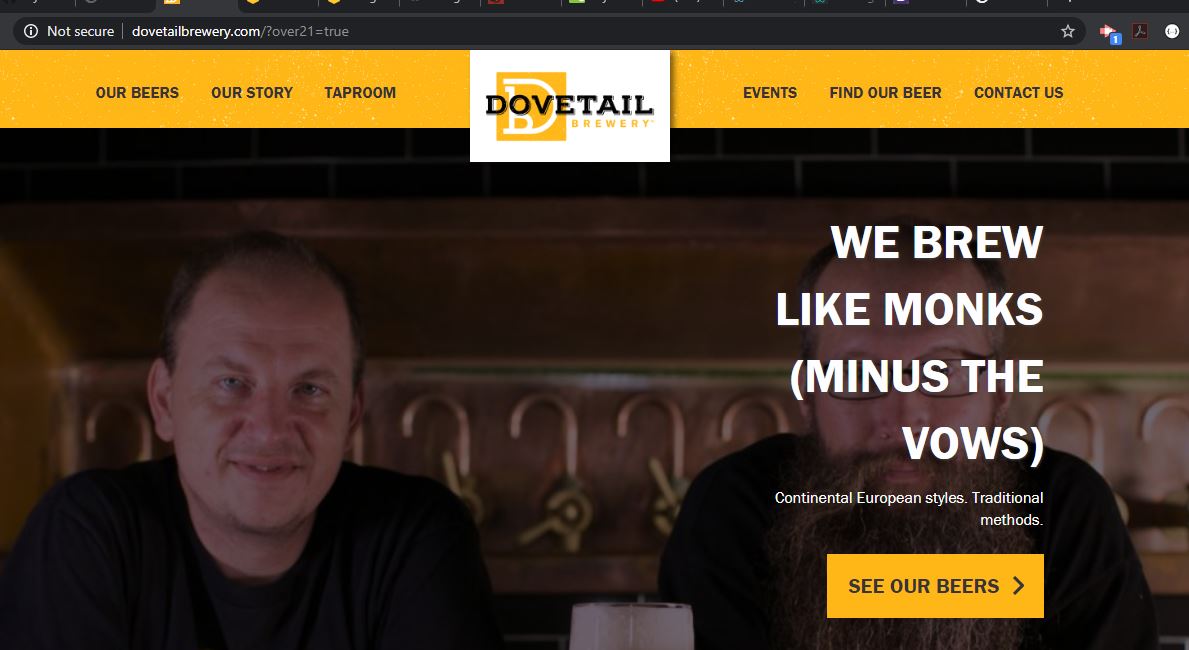 Not secure
dovetailbrewery.com/?over21=true
1
OUR BEERS
OUR STORY
TAPROOM
DOVETAIL
BREWERY
EVENTS
FIND OUR BEER
CONTACT US
WE BREW
LIKE MONKS
(MINUS THE
VOWS)
Continental European styles. Traditional
methods.
SEE OUR BEERS